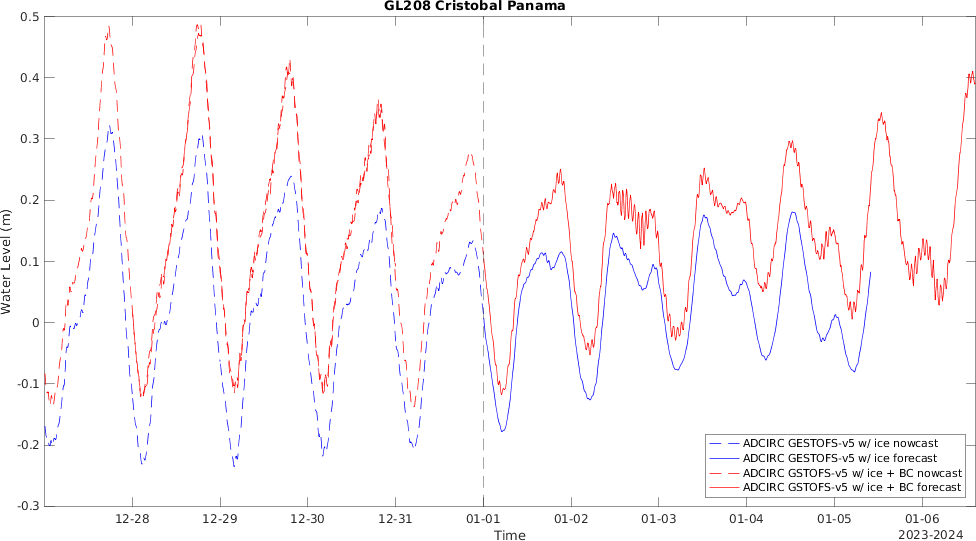 GL208 Cristobal Panama
0.5
0.4
0.3
0.2
0.1
0
-0.1
-0.2
-0.3
Water Level (m)
12-28 12-29 12-30 12-31 01-01 01-02 01-03 01-04 01-05 01-06
Time
2023-2024
ADCIRC GESTOFS-v5 w/ ice nowcast
ADCIRC GESTOFS-v5 w/ ice forecast
ADCIRC GSTOFS-v5 w/ ice + BC nowcast
ADCIRC GSTOFS-v5 w/ ice + BC forecast